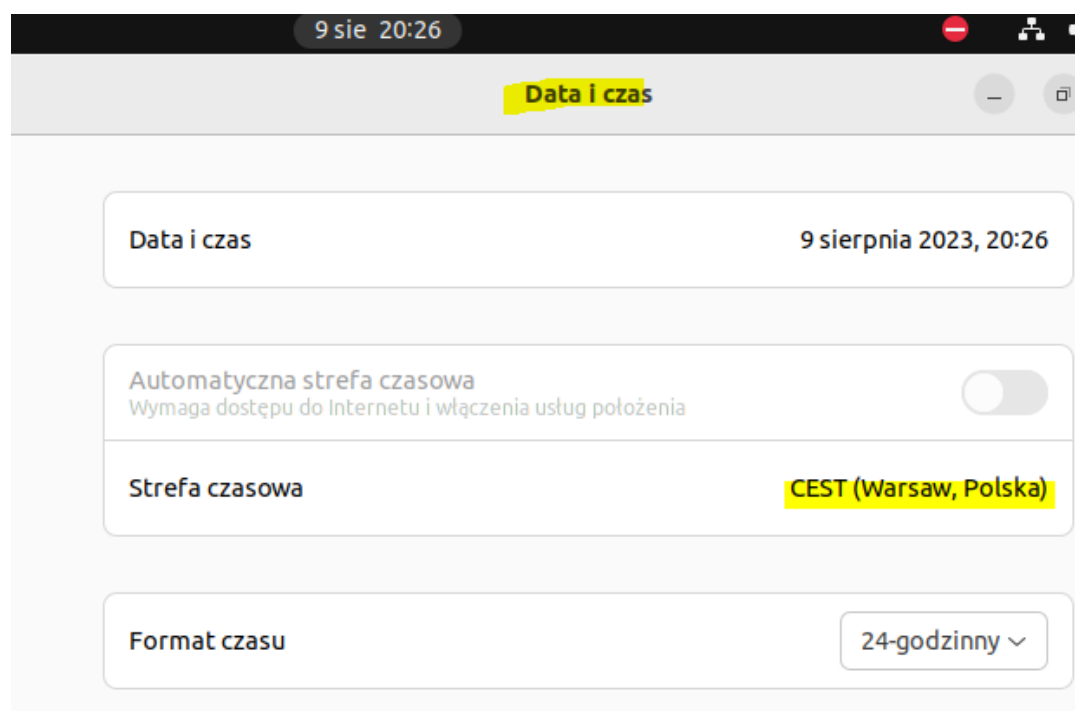 9 sie 20:26
Data i czas
Data i czas 9 sierpnia 2023, 20:26
Automatyczna strefa czasowa
Wymaga dostępu do Internetu i włączenia usług położenia
Strefa czasowa CEST (Warsaw, Polska)
Format czasu 24-godzinny